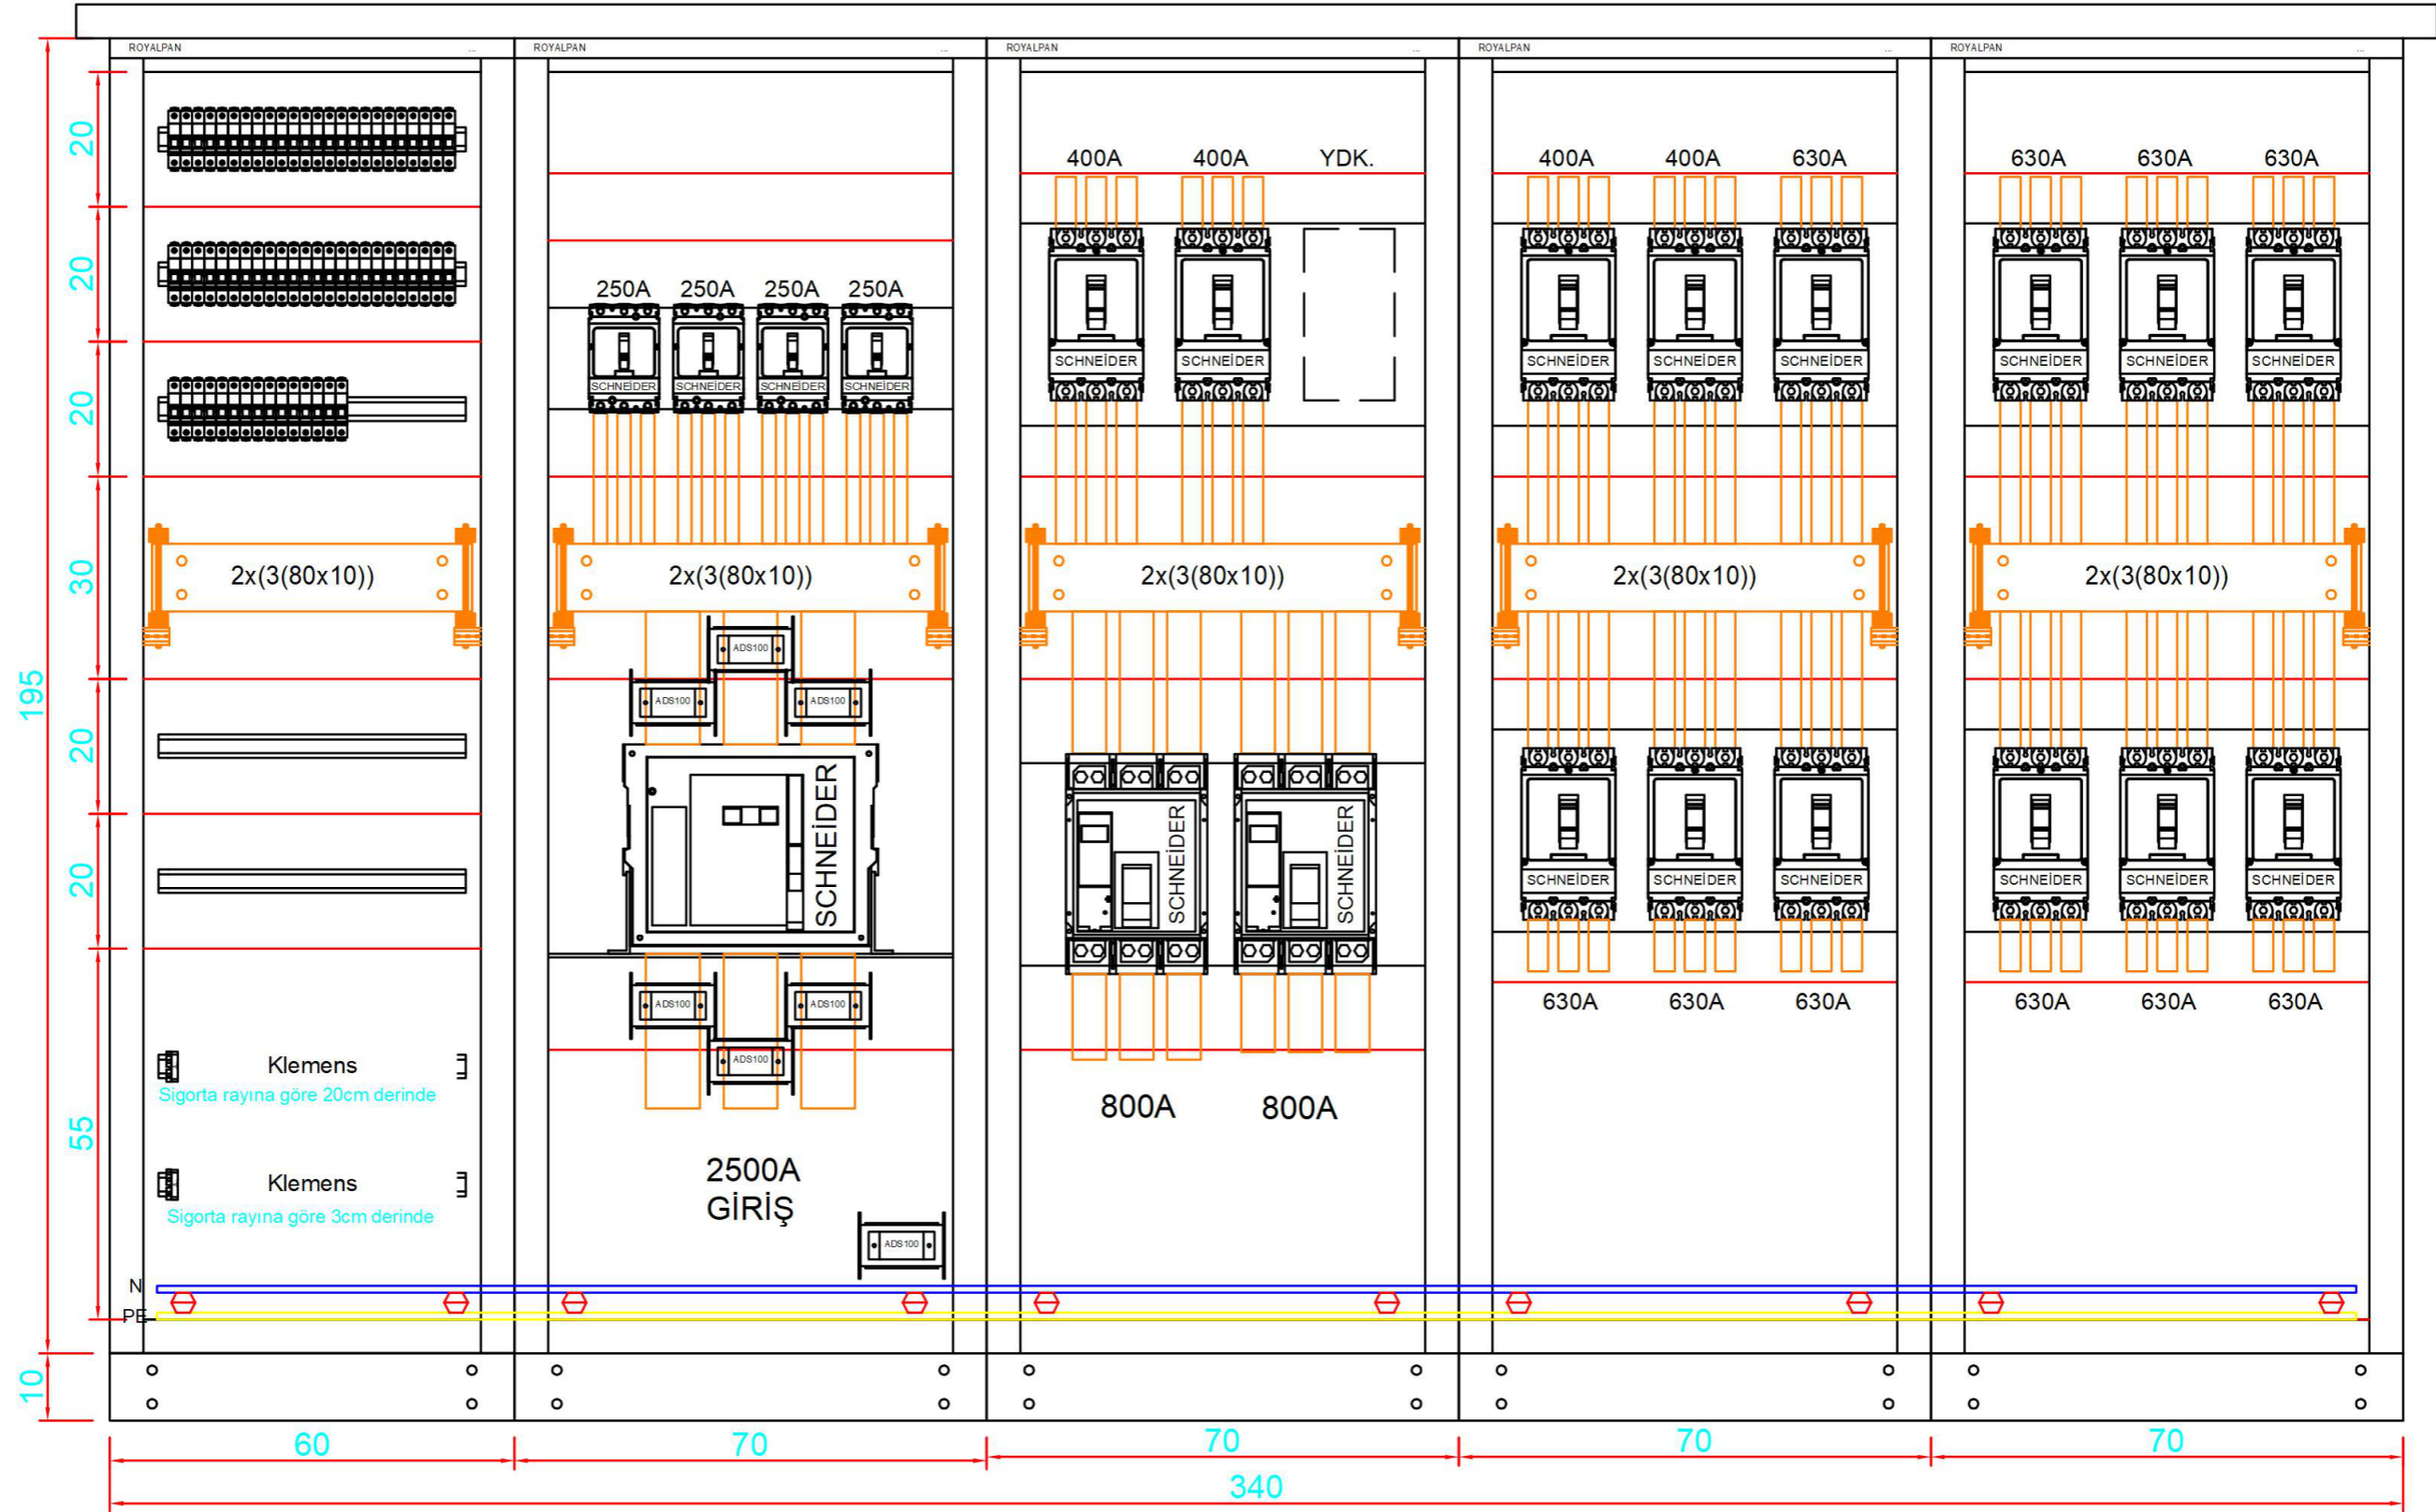 ROYALPAN ...
ROYALPAN ...
ROYALPAN ...
ROYALPAN ...
ROYALPAN ...
20
20
20
30
20
20
55
195
10
400A 400A YDK.
400A 400A 630A
630A 630A 630A
250A 250A 250A 250A
SCHNEİDER SCHNEİDER SCHNEİDER SCHNEİDER
SCHNEİDER SCHNEİDER
SCHNEİDER SCHNEİDER SCHNEİDER
SCHNEİDER SCHNEİDER SCHNEİDER
2x(3(80x10))
2x(3(80x10))
2x(3(80x10))
2x(3(80x10))
2x(3(80x10))
ADS100
ADS100 ADS100
SCHNEİDER
SCHNEİDER SCHNEİDER
SCHNEİDER SCHNEİDER SCHNEİDER
SCHNEİDER SCHNEİDER SCHNEİDER
ADS100 ADS100
ADS100
630A 630A 630A
630A 630A 630A
Klemens
Sigorta rayına göre 20cm derinde
800A 800A
2500A
GİRİŞ
Klemens
Sigorta rayına göre 3cm derinde
ADS100
N
PE
60 70 70 70 70
340